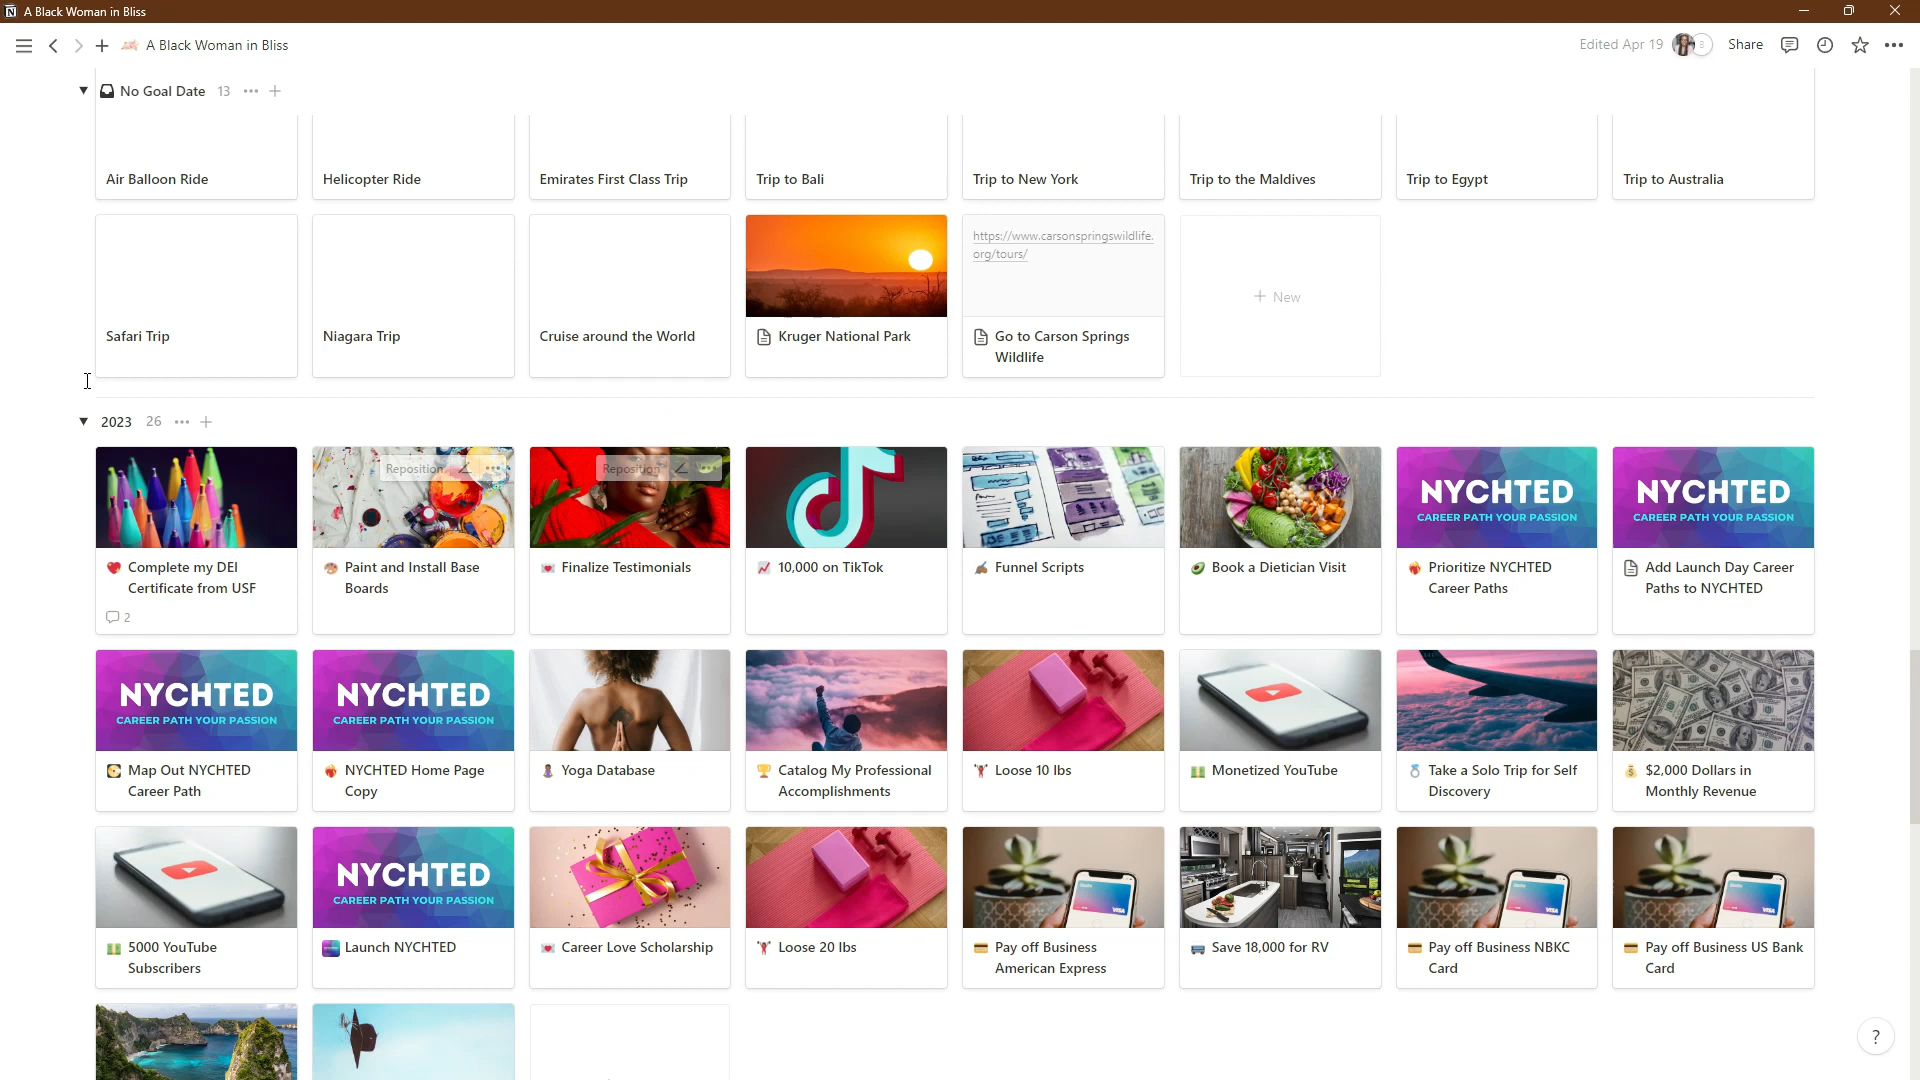 A Black Woman in Bliss
A Black Woman in Bliss
Edited Apr 19
Share
No Goal Date 13
Air Balloon Ride
Helicopter Ride
Emirates First Class Trip
Trip to Bali
Trip to New York
Trip to the Maldives
Trip to Egypt
Trip to Australia
https://www.carsonspringswildlife.
org/tours/
New
Safari Trip
Niagara Trip
Cruise around the World
Kruger National Park
Go to Carson Springs
Wildlife
2023 26
Reposition
Reposition
NYCHTED
CAREER PATH YOUR PASSION
NYCHTED
CAREER PATH YOUR PASSION
Complete my DEI
Certificate from USF
2
Paint and Install Base
Boards
Finalize Testimonials
10,000 on TikTok
Funnel Scripts
Book a Dietician Visit
Prioritize NYCHTED
Career Paths
Add Launch Day Career
Paths to NYCHTED
NYCHTED
CAREER PATH YOUR PASSION
NYCHTED
CAREER PATH YOUR PASSION
Map Out NYCHTED
Career Path
NYCHTED Home Page
Copy
Yoga Database
Catalog My Professional
Accomplishments
Loose 10 lbs
Monetized YouTube
Take a Solo Trip for Self
Discovery
$2,000 Dollars in
Monthly Revenue
NYCHTED
CAREER PATH YOUR PASSION
VISA
VISA
VISA
5000 YouTube
Subscribers
Launch NYCHTED
Career Love Scholarship
Loose 20 lbs
Pay off Business
American Express
Save 18,000 for RV
Pay off Business NBKC
Card
Pay off Business US Bank
Card
?